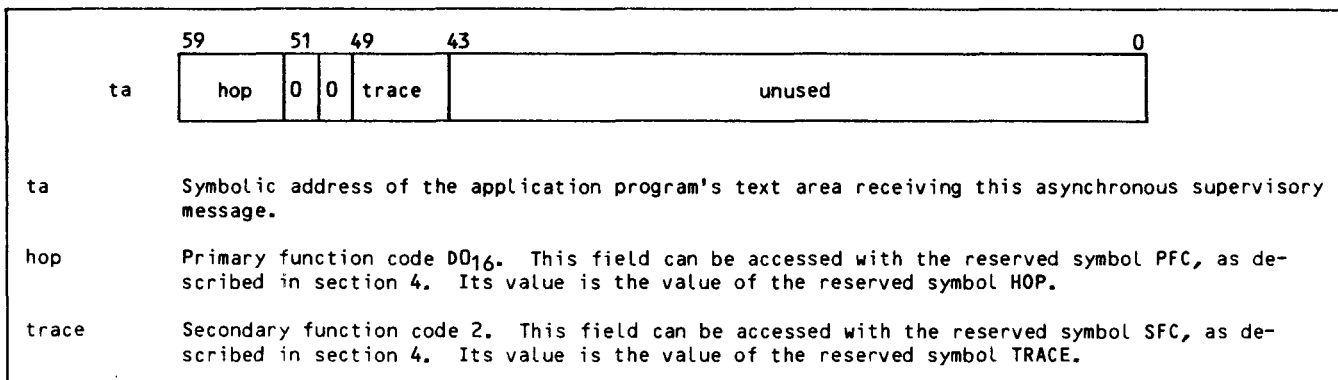 59 51 49 43 0
ta hop 0 0 trace unused
ta Symbolic address of the application program's text area receiving this asynchronous supervisory
message.
hop Primary function code D0₁₆. This field can be accessed with the reserved symbol PFC, as de-
scribed in section 4. Its value is the value of the reserved symbol HOP.
trace Secondary function code 2. This field can be accessed with the reserved symbol SFC, as de-
scribed in section 4. Its value is the value of the reserved symbol TRACE.